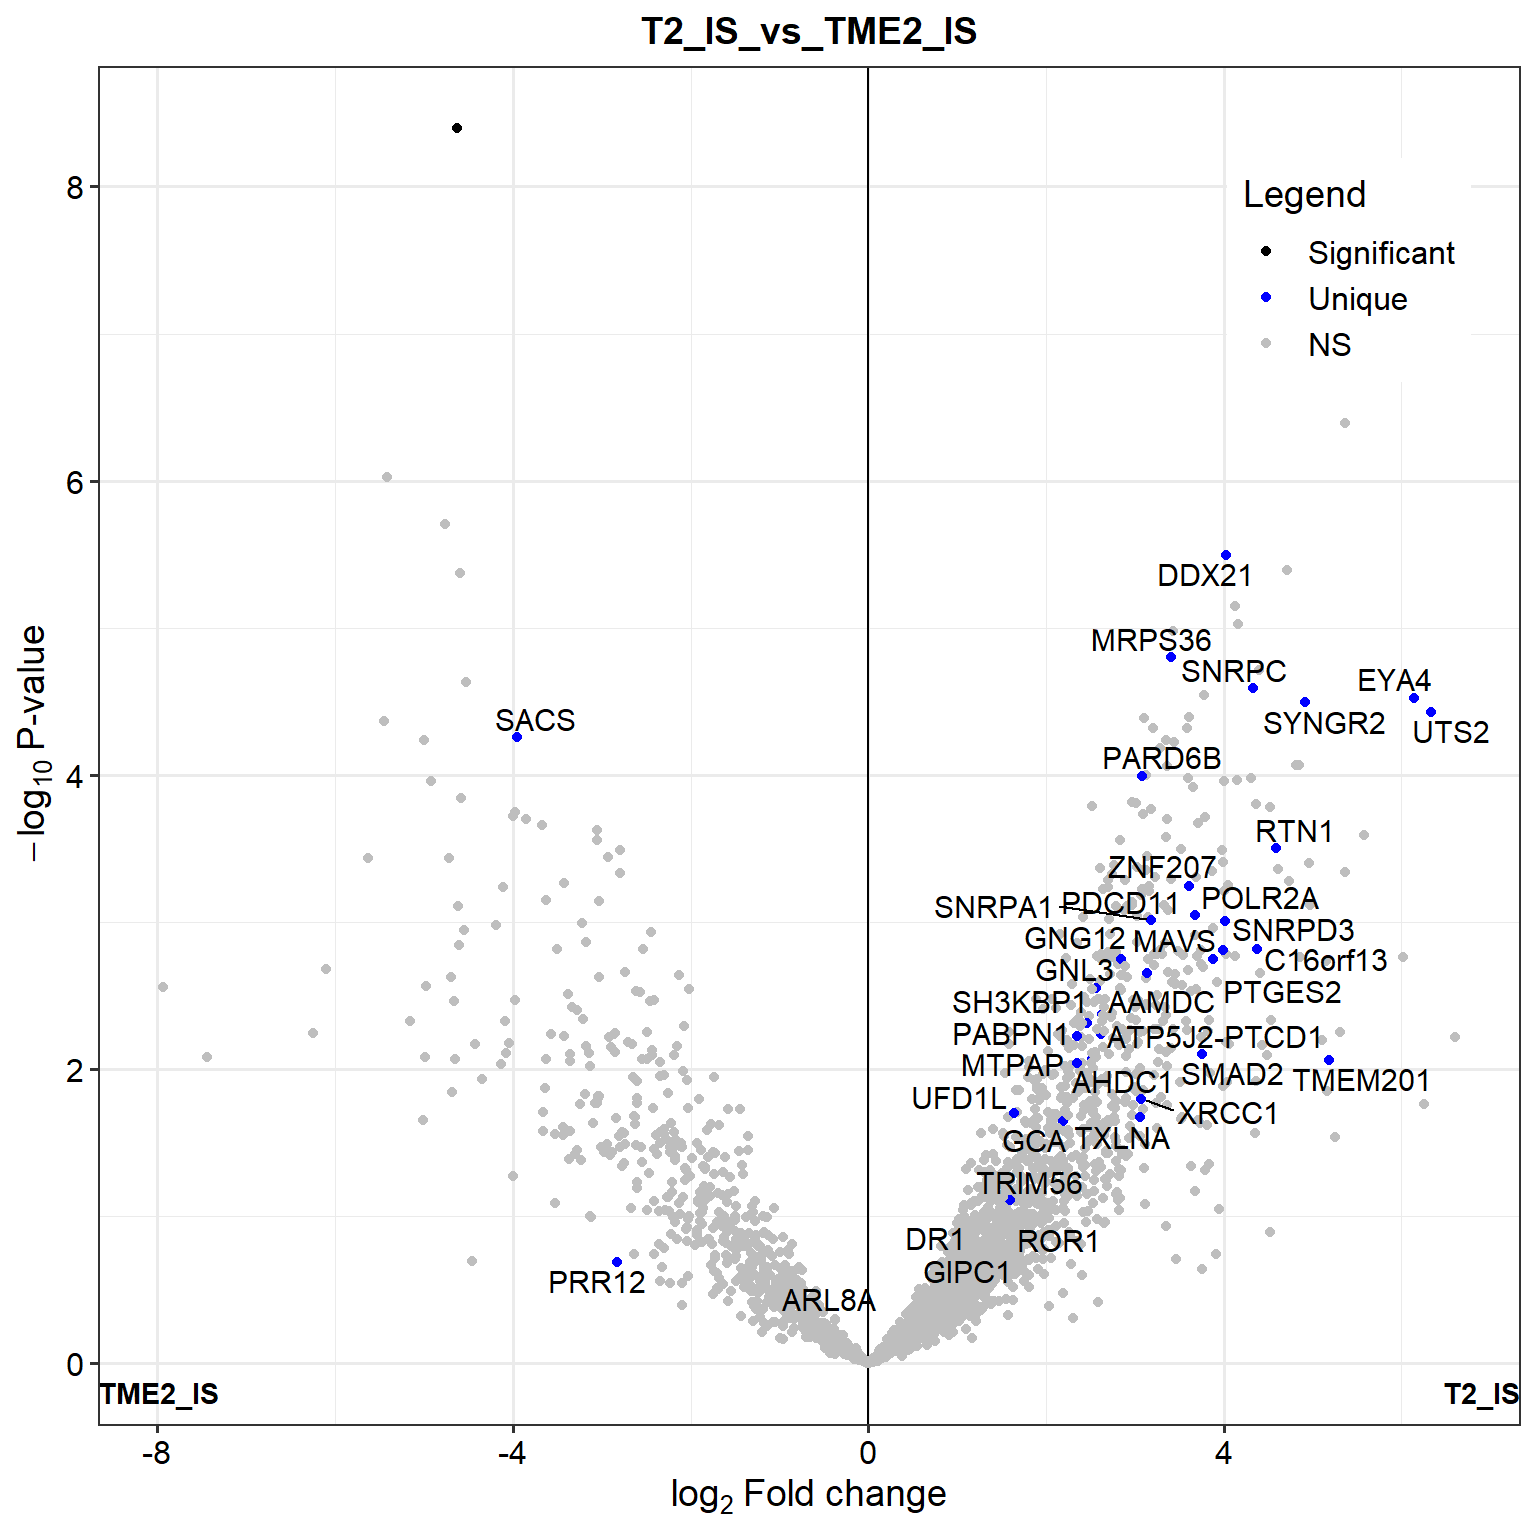 T2_IS_vs_TME2_IS
8
6
4
2
0
−log10 P-value
Legend
Significant
Unique
NS
DDX21
MRPS36
SNRPC
EYA4
SACS
SYNGR2
UTS2
PARD6B
RTN1
ZNF207
SNRPA1
PDCD11
POLR2A
GNG12
MAVS
SNRPD3
GNL3
C16orf13
SH3KBP1
AAMDC
PTGES2
PABPN1
ATP5J2-PTCD1
MTPAP
AHDC1
SMAD2
TMEM201
UFD1L
XRCC1
GCA
TXLNA
TRIM56
DR1
ROR1
GIPC1
PRR12
ARL8A
TME2_IS
T2_IS
-8
-4
0
4
log2 Fold change